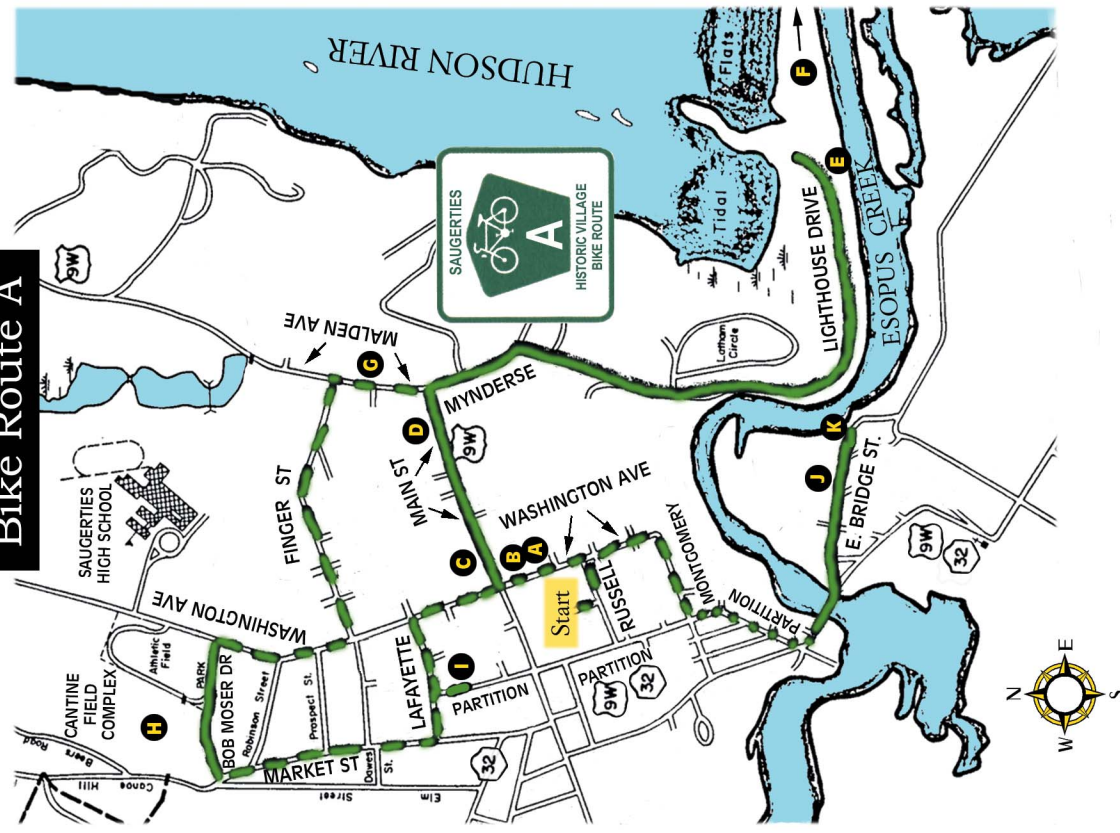 Bike Route A
HUDSON RIVER
9W
SAUGERTIES
A
HISTORIC VILLAGE
BIKE ROUTE
Flats
Tidal
F
E
ESOPUS CREEK
LIGHTHOUSE DRIVE
Latham
Circle
MALDEN AVE
G
MYNDERSE
D
9W
MAIN ST
FINGER ST
SAUGERTIES
HIGH SCHOOL
WASHINGTON AVE
C
B
A
WASHINGTON AVE
Start
RUSSELL
MONTGOMERY
PARTITION
K
J
E. BRIDGE ST.
9W
32
Athletic
Field
PARK
CANTINE
FIELD
COMPLEX
H
BOB MOSER DR
Robinson Street
Prospect St.
LAFAYETTE
I
PARTITION
PARTITION
9W
32
MARKET ST
Dawes
St.
32
Beers Road
Canoe Hill
Elm Street
N
E
S
W